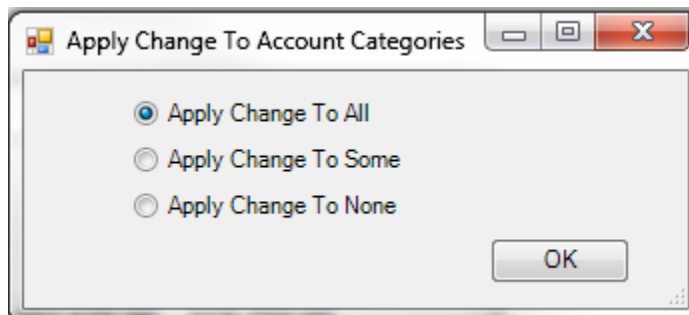 Apply Change To Account Categories
Apply Change To All
Apply Change To Some
Apply Change To None
OK